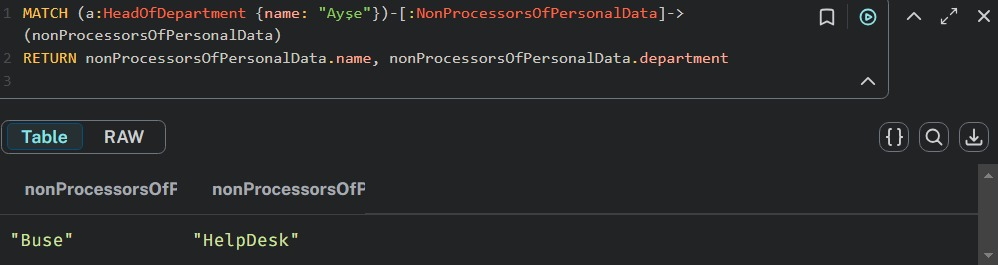 1 MATCH (a:HeadOfDepartment {name: "Ayşe"})-[:NonProcessorsOfPersonalData]->
(nonProcessorsOfPersonalData)
2 RETURN nonProcessorsOfPersonalData.name, nonProcessorsOfPersonalData.department
3
Table RAW
{}
nonProcessorsOfP nonProcessorsOfP
"Buse" "HelpDesk"